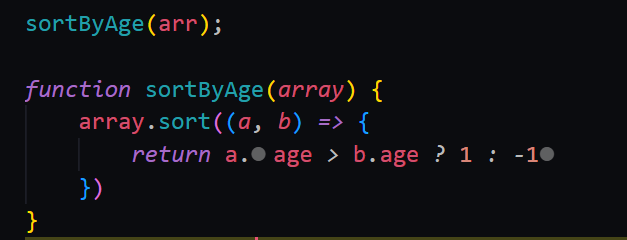 sortByAge(arr);
function sortByAge(array) {
array.sort((a, b) => {
return a.● age > b.age ? 1 : -1●
})
}